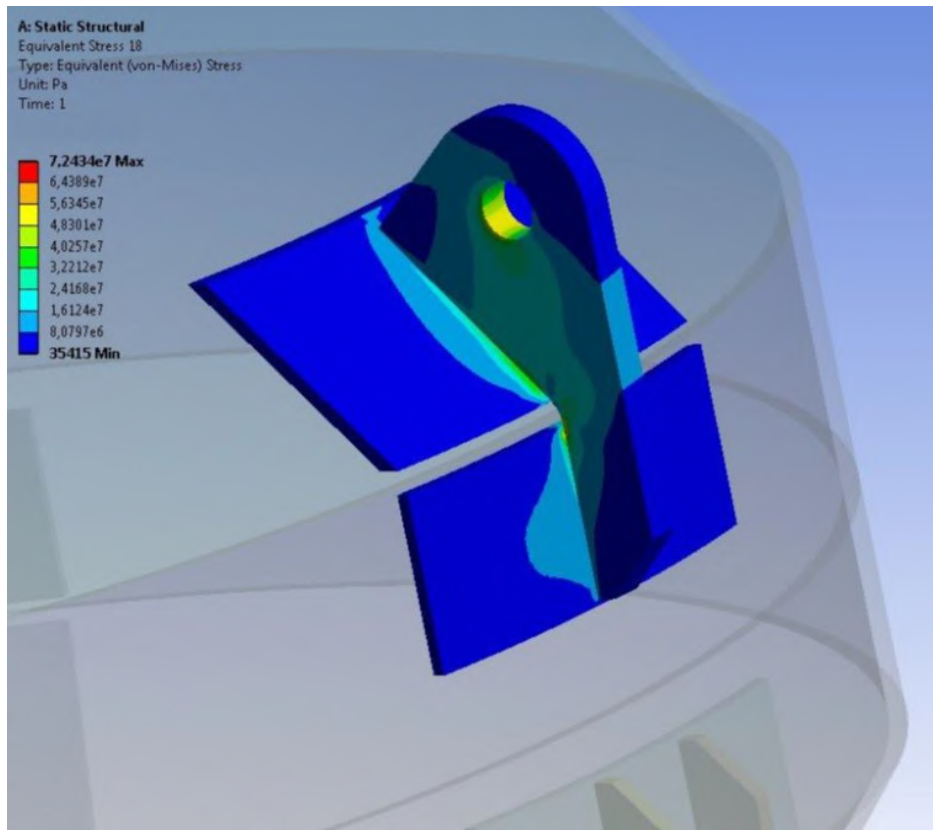 A: Static Structural
Equivalent Stress 18
Type: Equivalent (von-Mises) Stress
Unit: Pa
Time: 1
7,2434e7 Max
6,4389e7
5,6345e7
4,8301e7
4,0257e7
3,2212e7
2,4168e7
1,6124e7
8,0797e6
35415 Min